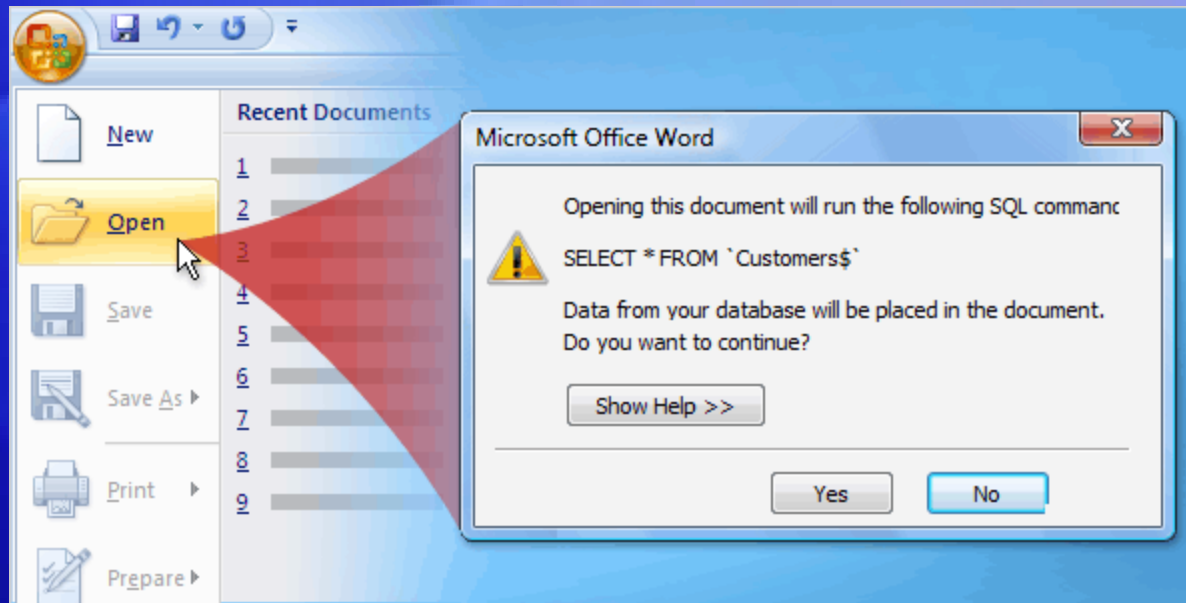 Recent Documents
New
Open
Save
Save As
Print
Prepare
1
2
3
4
5
6
7
8
9
Microsoft Office Word
Opening this document will run the following SQL
SELECT * FROM `Customers$`
Data from your database will be placed in the document.
Do you want to continue?
Show Help >>
Yes
No